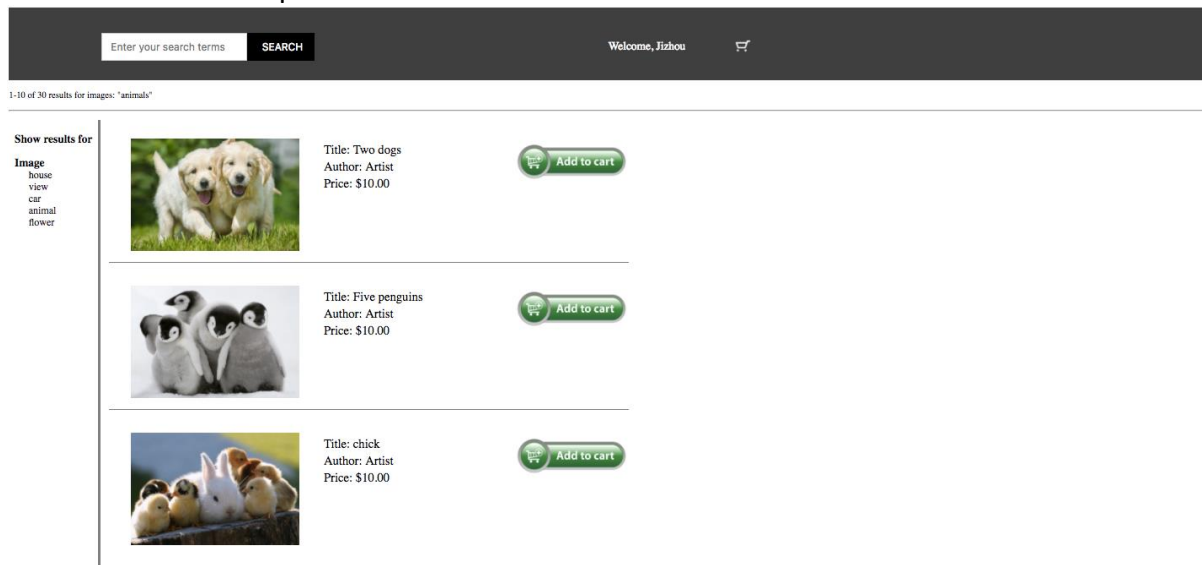 Enter your search terms SEARCH
Welcome, Jizhou
1-10 of 30 results for images: "animals"
Show results for
Image
house
view
car
animal
flower
Title: Two dogs
Author: Artist
Price: $10.00
Add to cart
Title: Five penguins
Author: Artist
Price: $10.00
Add to cart
Title: chick
Author: Artist
Price: $10.00
Add to cart